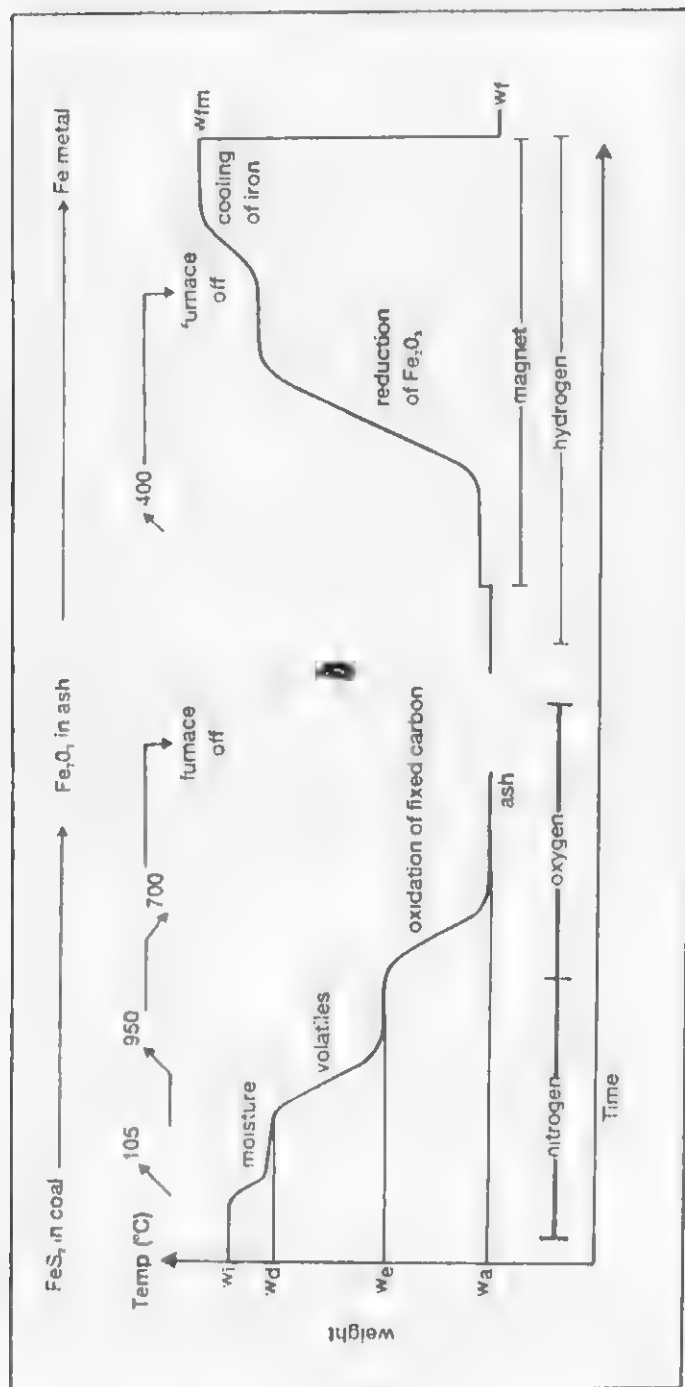 FeS₂ in coal
Fe₂O₃ in ash
Fe metal
Temp (°C)
105
950
700
furnace
off
400
furnace
off
weight
wi
wd
we
wa
moisture
volatiles
oxidation of fixed carbon
ash
reduction
of Fe₂O₃
cooling
of iron
wfm
wf
magnet
nitrogen
oxygen
hydrogen
Time